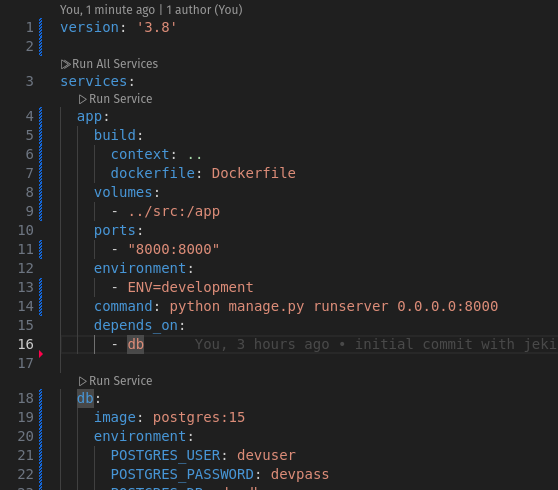 You, 1 minute ago | 1 author (You)
1 version: '3.8'
2
Run All Services
3 services:
Run Service
4 app:
5 build:
6 context: ..
7 dockerfile: Dockerfile
8 volumes:
9 - ../src:/app
10 ports:
11 - "8000:8000"
12 environment:
13 - ENV=development
14 command: python manage.py runserver 0.0.0.0:8000
15 depends_on:
16 - db You, 3 hours ago • initial commit with jeki
17
Run Service
18 db:
19 image: postgres:15
20 environment:
21 POSTGRES_USER: devuser
22 POSTGRES_PASSWORD: devpass